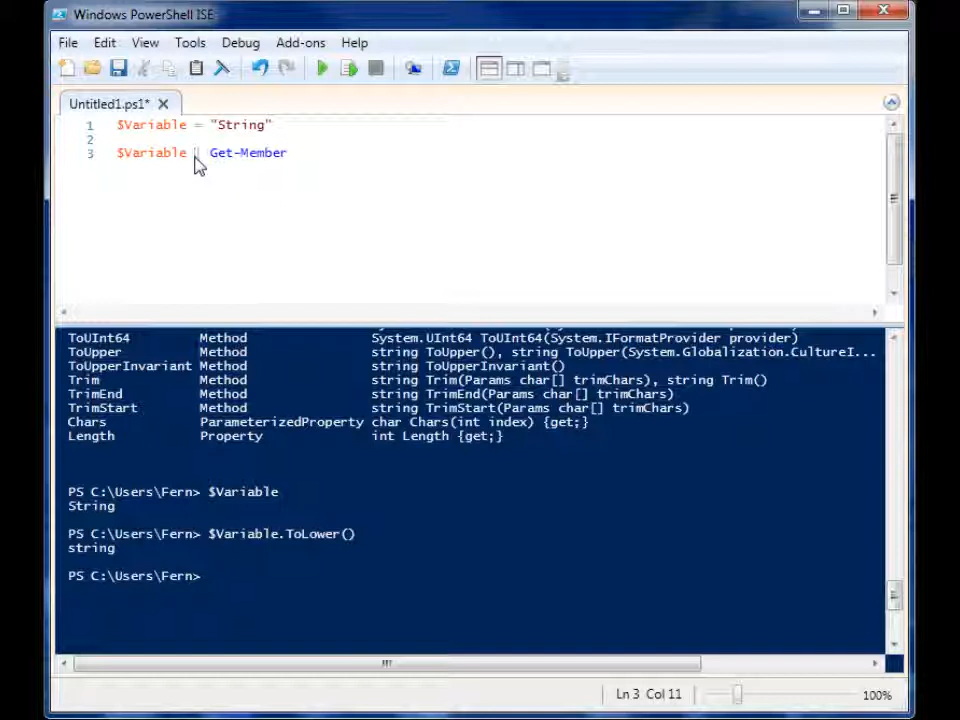 Windows PowerShell ISE
File Edit View Tools Debug Add-ons Help
Untitled1.ps1*
1 $Variable = "String"
2
3 $Variable | Get-Member
ToUInt64 Method System.UInt64 ToUInt64(System.IFormatProvider provider)
ToUpper Method string ToUpper(), string ToUpper(System.Globalization.CultureI...
ToUpperInvariant Method string ToUpperInvariant()
Trim Method string Trim(Params char[] trimChars), string Trim()
TrimEnd Method string TrimEnd(Params char[] trimChars)
TrimStart Method string TrimStart(Params char[] trimChars)
Chars ParameterizedProperty char Chars(int index) {get;}
Length Property int Length {get;}
PS C:\Users\Fern> $Variable
String
PS C:\Users\Fern> $Variable.ToLower()
string
PS C:\Users\Fern>
Ln 3 Col 11 100%